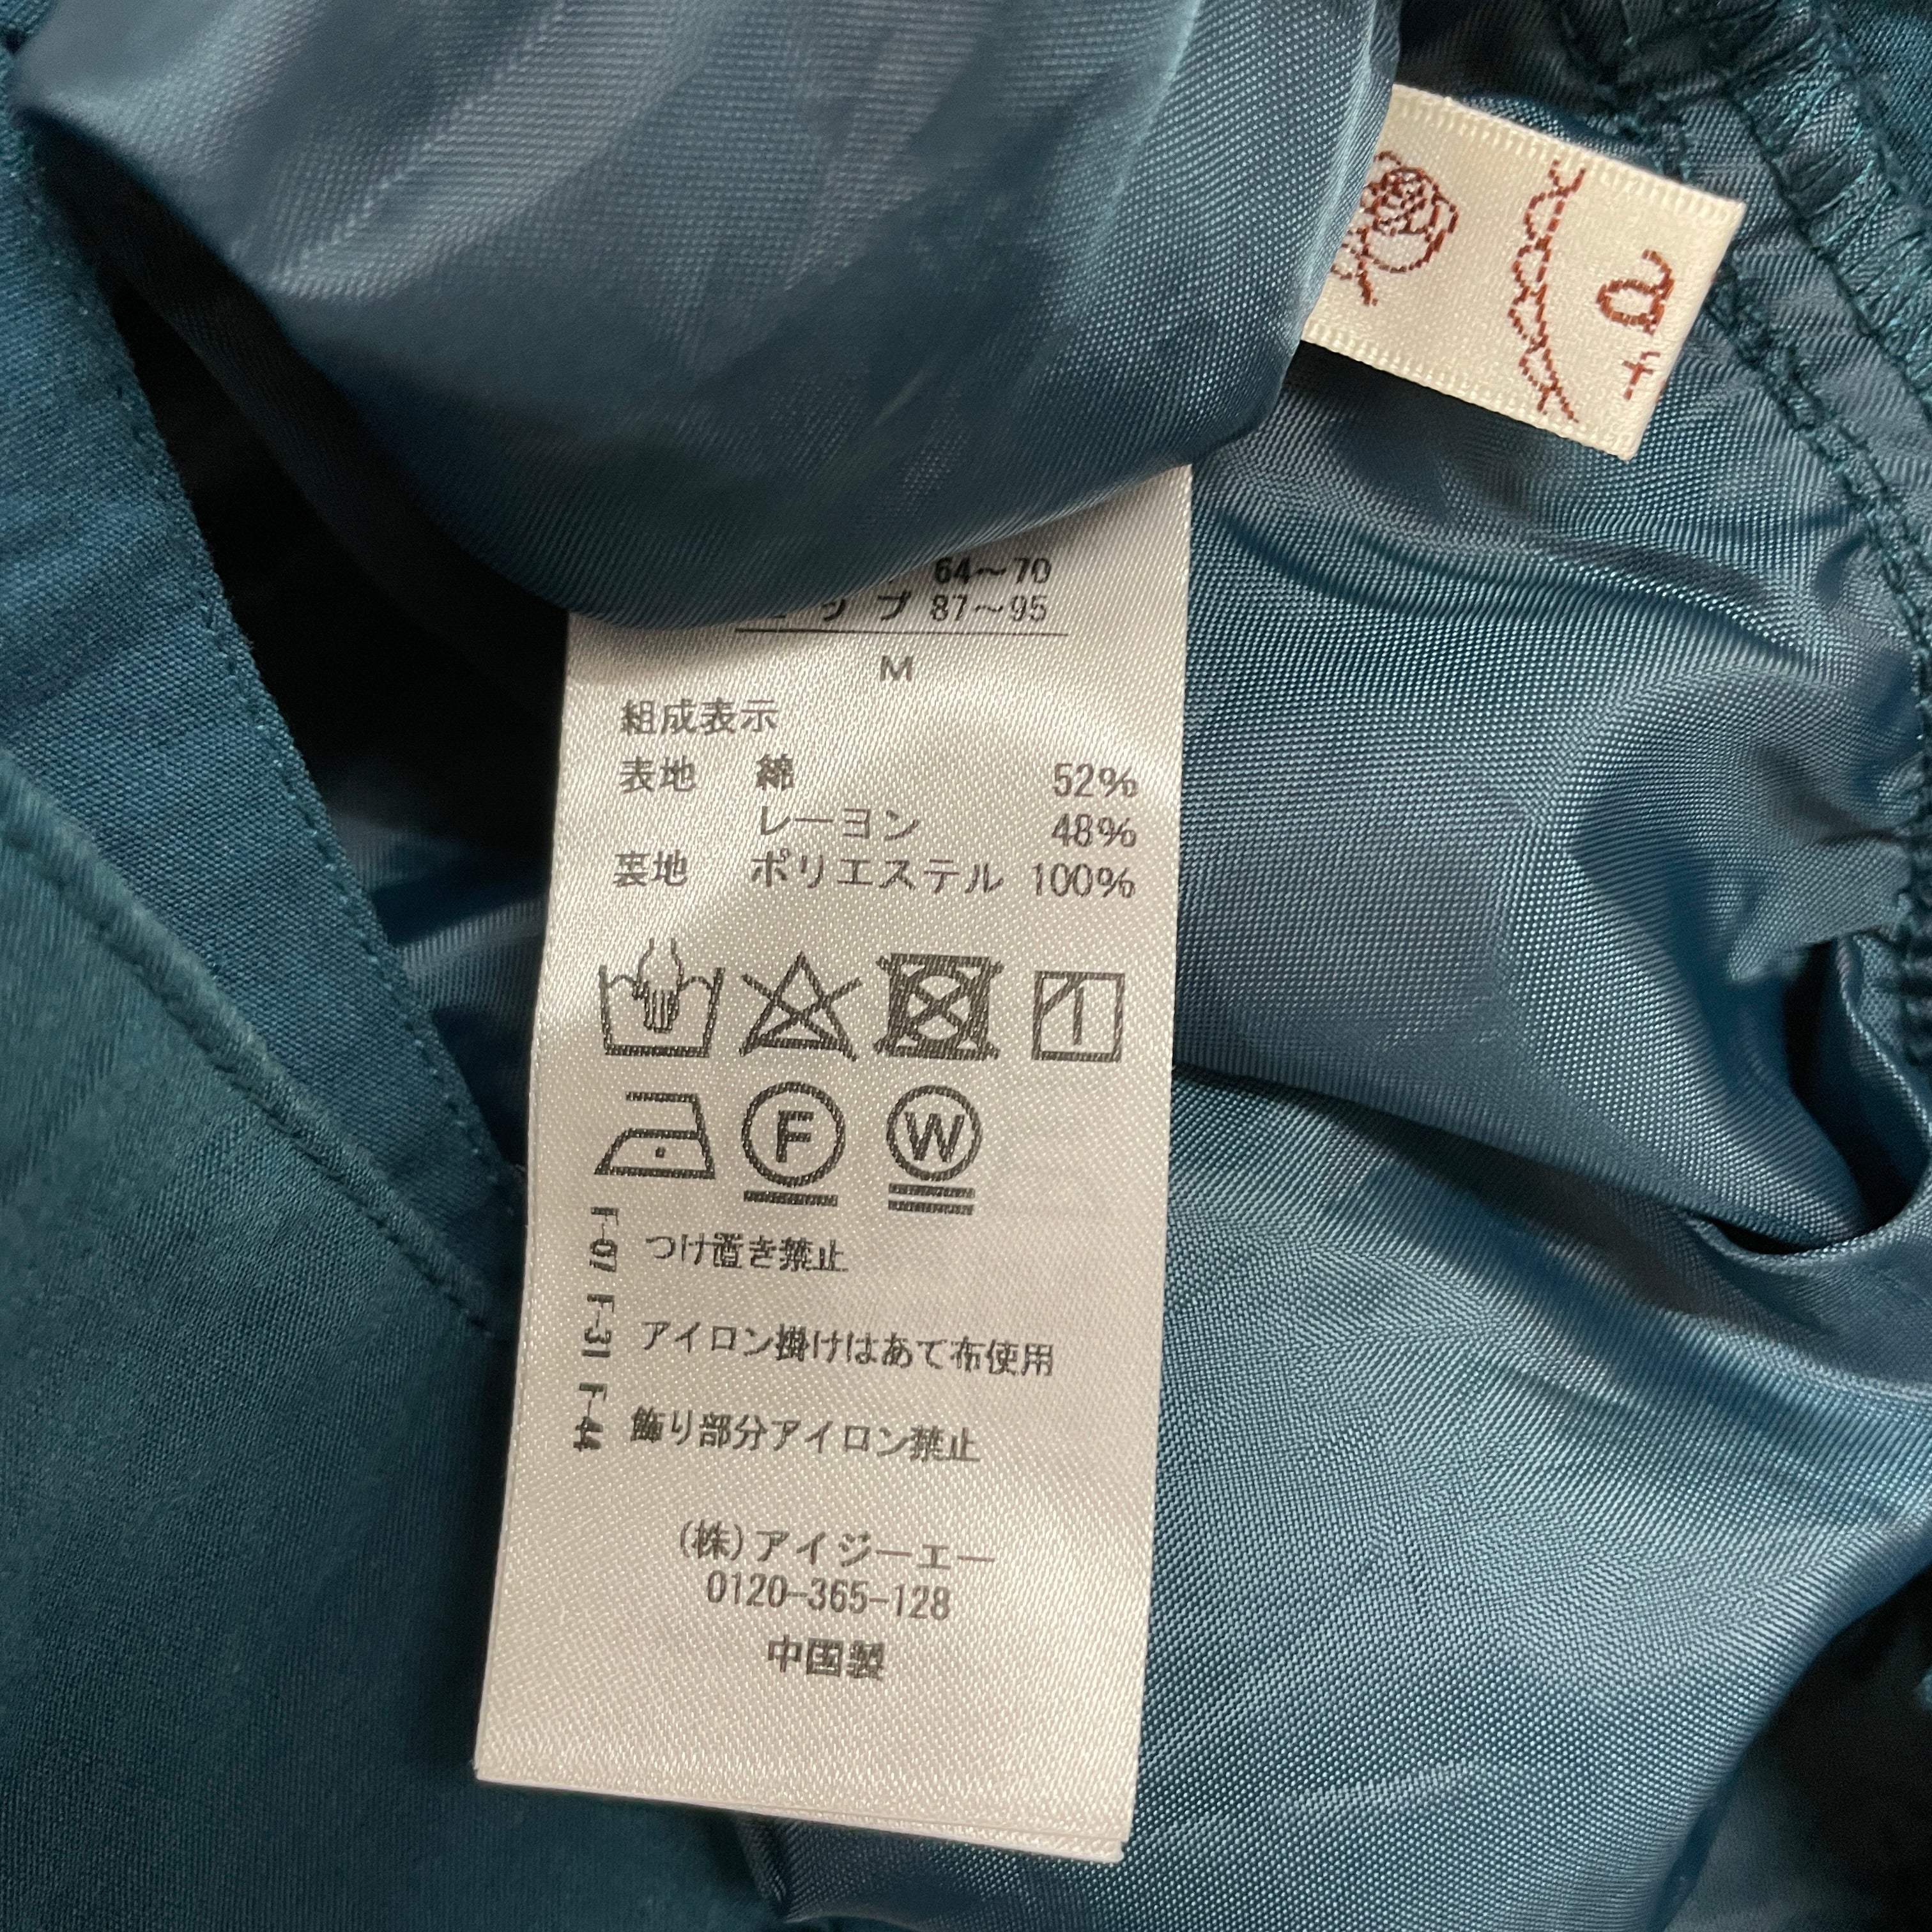 64~70
ップ 87~95
M
組成表示
表地 綿 52%
レーヨン 48%
裏地 ポリエステル 100%
F
W
F-07 つけ置き禁止
F-31 アイロン掛けはあて布使用
F-44 飾り部分アイロン禁止
(株)アイジーエー
0120-365-128
中国製
a
f